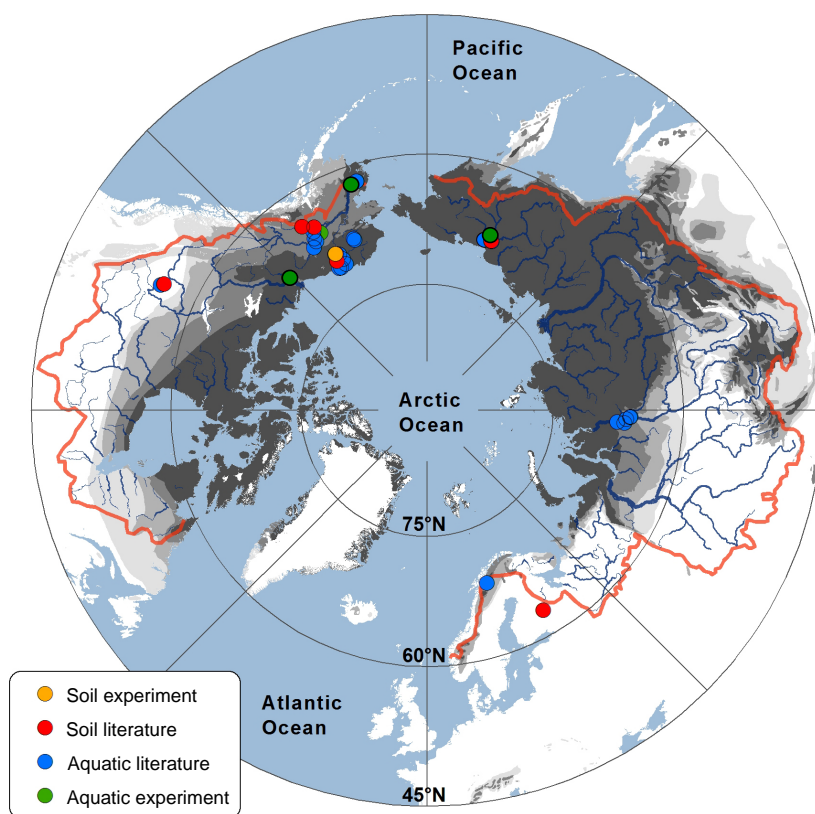 Pacific
Ocean
Arctic
Ocean
75°N
60°N
Atlantic
Ocean
45°N
Soil experiment
Soil literature
Aquatic literature
Aquatic experiment